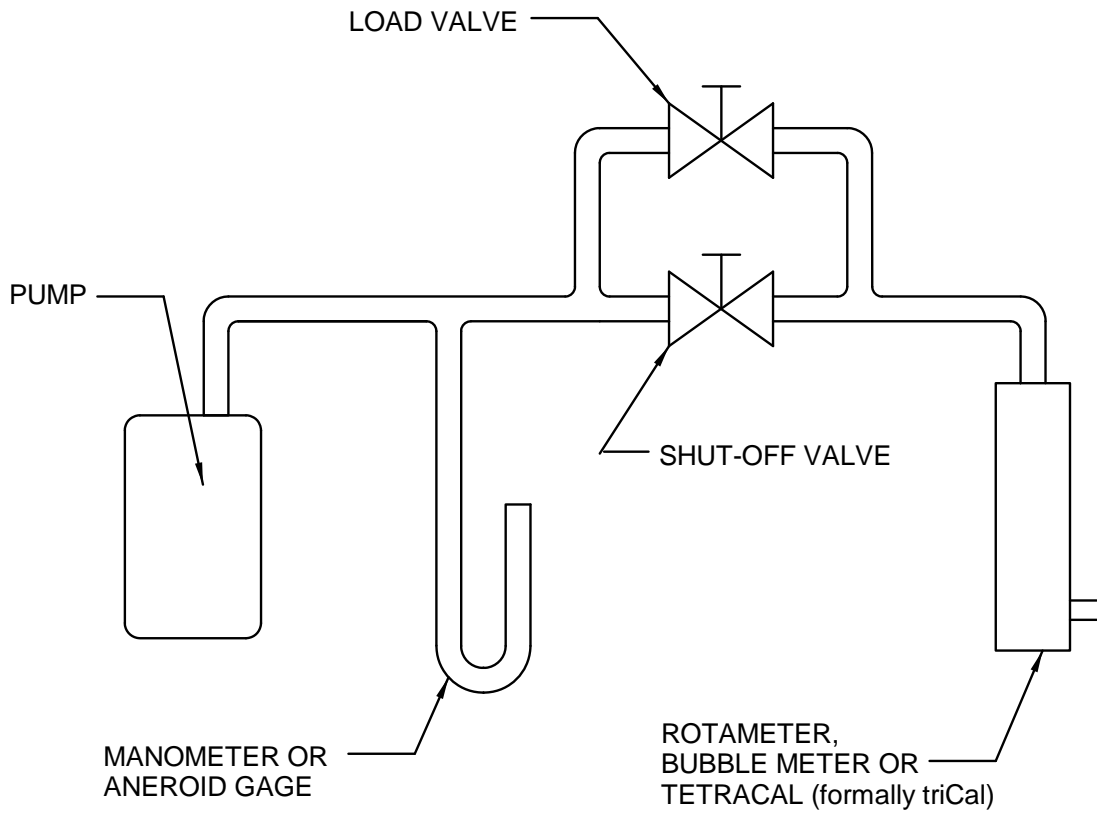 LOAD VALVE
PUMP
SHUT-OFF VALVE
MANOMETER OR
ANEROID GAGE
ROTAMETER,
BUBBLE METER OR
TETRACAL (formally triCal)